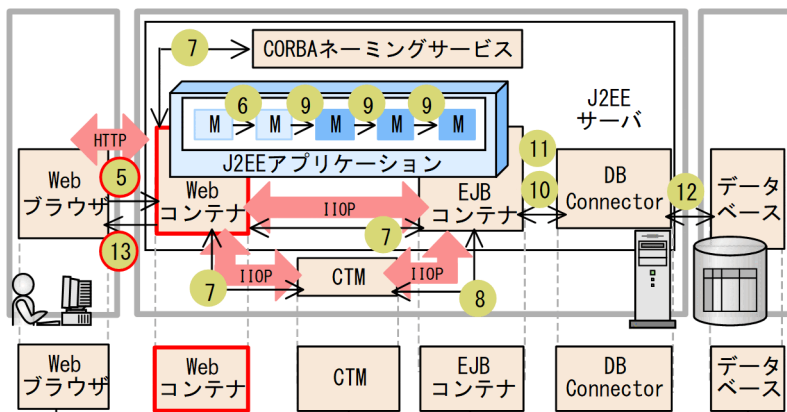 7
CORBAネーミングサービス
6
9
9
9
M
M
M
M
M
J2EE
サーバ
HTTP
J2EEアプリケーション
11
5
Web
ブラウザ
Web
コンテナ
IIOP
EJB
コンテナ
10
DB
Connector
12
データ
ベース
13
7
7
IIOP
CTM
IIOP
8
Web
ブラウザ
Web
コンテナ
CTM
EJB
コンテナ
DB
Connector
データ
ベース